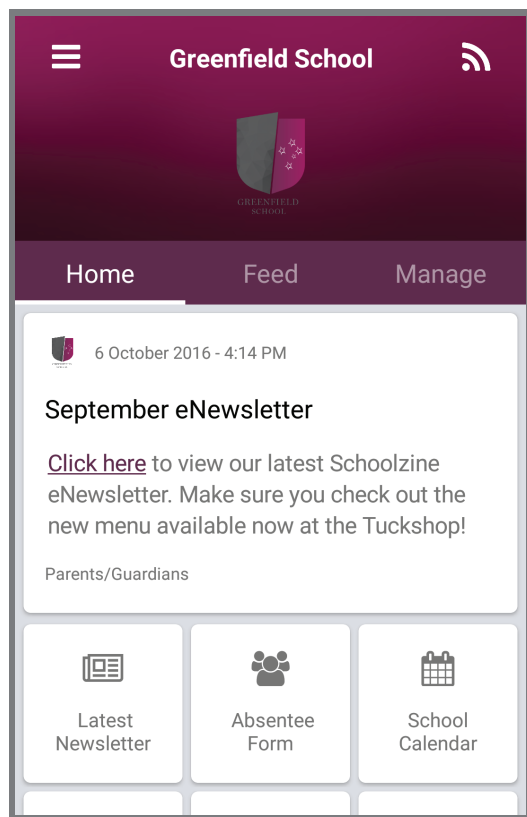 Greenfield School
GREENFIELD
SCHOOL
Home Feed Manage
6 October 2016 - 4:14 PM
September eNewsletter
Click here to view our latest Schoolzine
eNewsletter. Make sure you check out the
new menu available now at the Tuckshop!
Parents/Guardians
Latest
Newsletter
Absentee
Form
School
Calendar